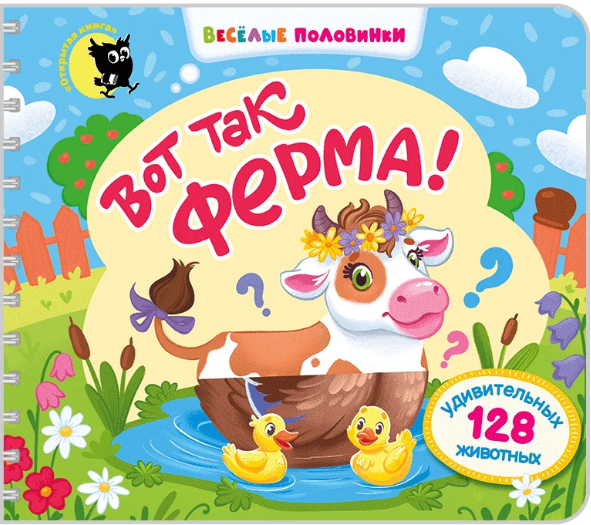 «Открытая книга»
ВЕСЁЛЫЕ ПОЛОВИНКИ
ВОТ ТАК
ФЕРМА!
?
?
?
УДИВИТЕЛЬНЫХ
128
ЖИВОТНЫХ